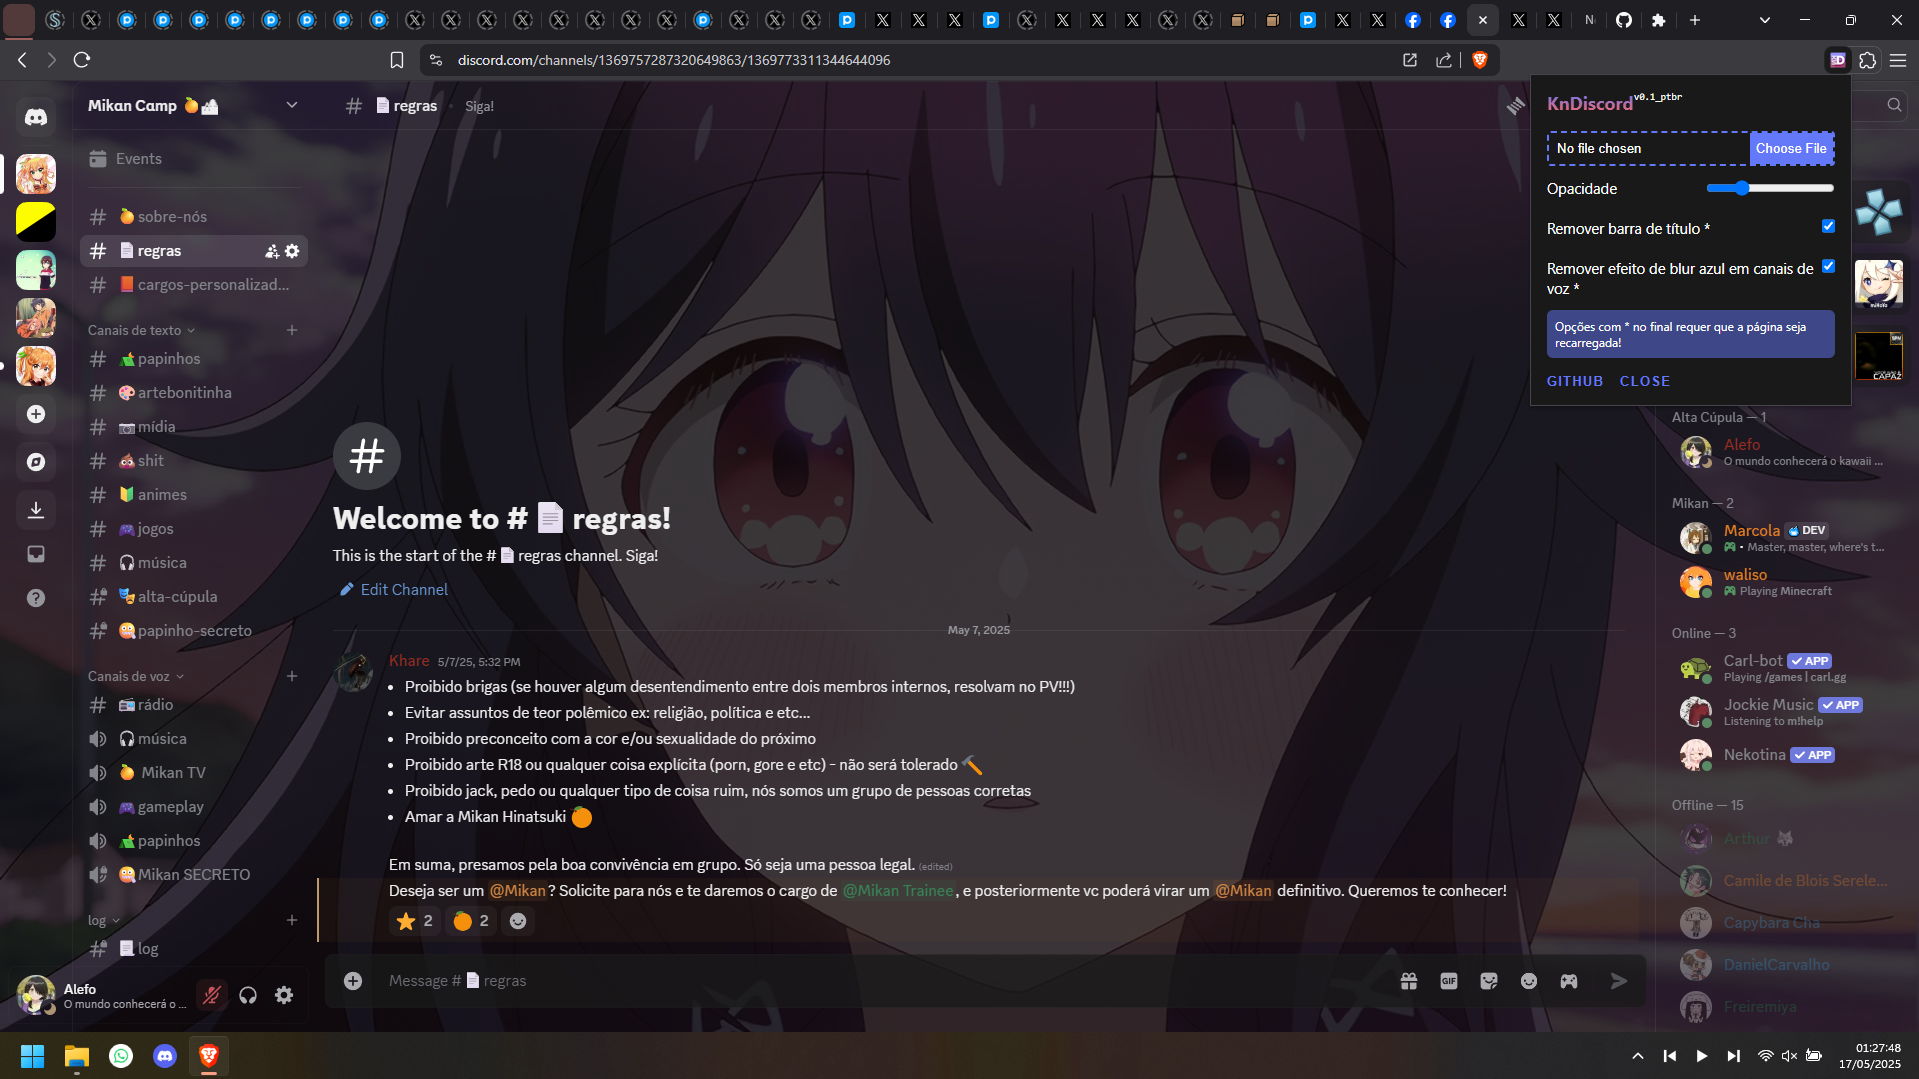 discord.com/channels/1369757287320649863/1369773311344644096
Mikan Camp
regras
Siga!
Events
sobre-nós
regras
cargos-personalizad...
Canais de texto
papinhos
artebonitinha
mídia
shit
animes
jogos
música
alta-cúpula
papinho-secreto
Canais de voz
rádio
música
Mikan TV
gameplay
papinhos
Mikan SECRETO
log
log
Alefo
O mundo conhecerá o ...
Welcome to # regras!
This is the start of the # regras channel. Siga!
Edit Channel
May 7, 2025
Khare 5/7/25, 5:32 PM
• Proibido brigas (se houver algum desentendimento entre dois membros internos, resolvam no PV!!!)
• Evitar assuntos de teor polêmico ex: religião, política e etc...
• Proibido preconceito com a cor e/ou sexualidade do próximo
• Proibido arte R18 ou qualquer coisa explícita (porn, gore e etc) - não será tolerado
• Proibido jack, pedo ou qualquer tipo de coisa ruim, nós somos um grupo de pessoas corretas
• Amar a Mikan Hinatsuki
Em suma, presamos pela boa convivência em grupo. Só seja uma pessoa legal. (edited)
Deseja ser um @Mikan? Solicite para nós e te daremos o cargo de @Mikan Trainee, e posteriormente vc poderá virar um @Mikan definitivo. Queremos te conhecer!
2 2
Message # regras
GIF
KnDiscord v0.1_ptbr
No file chosen
Choose File
Opacidade
Remover barra de título *
Remover efeito de blur azul em canais de
voz *
Opções com * no final requer que a página seja
recarregada!
GITHUB CLOSE
CAPAZ
Alta Cúpula — 1
Alefo
O mundo conhecerá o kawaii ...
Mikan — 2
Marcola DEV
• Master, master, where's t...
waliso
Playing Minecraft
Online — 3
Carl-bot APP
Playing /games | carl.gg
Jockie Music APP
Listening to m!help
Nekotina APP
Offline — 15
Arthur
Camile de Blois Serele...
Capybara Cha
DanielCarvalho
Freiremiya
01:27:48
17/05/2025